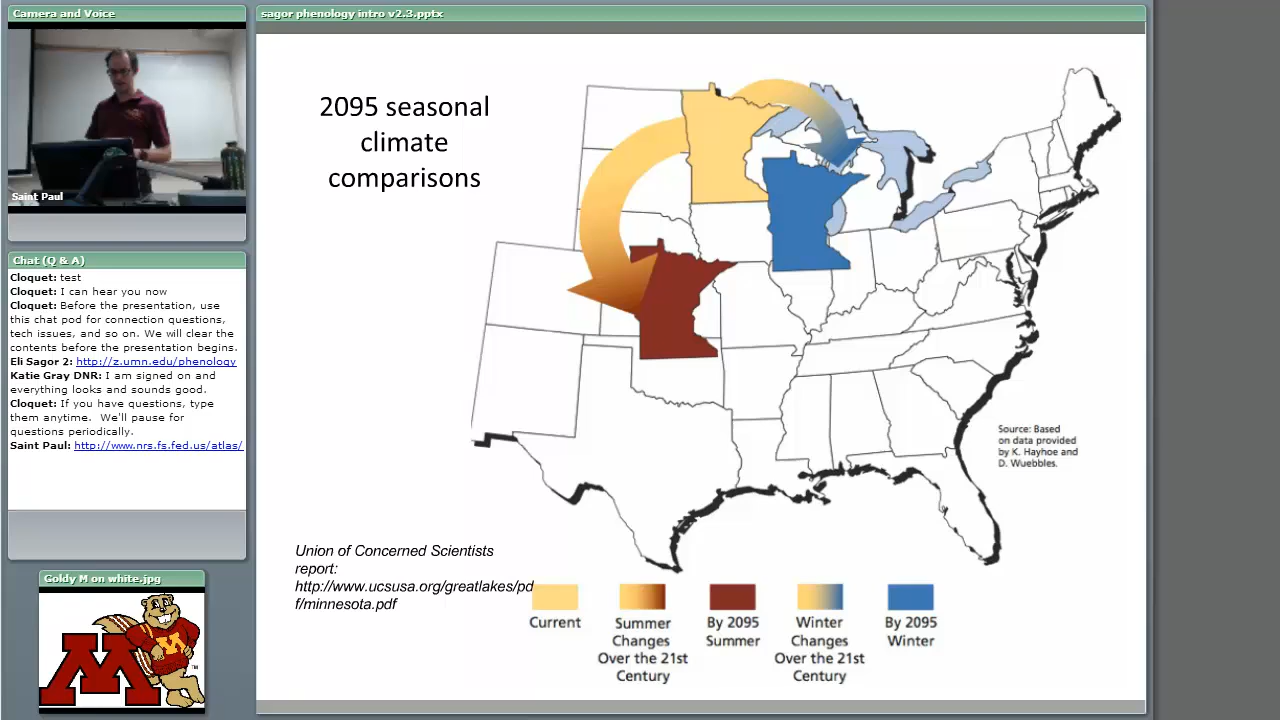 Camera and Voice
Saint Paul
Chat (Q & A)
Cloquet: test
Cloquet: I can hear you now
Cloquet: Before the presentation, use
this chat pod for connection questions,
tech issues, and so on. We will clear the
contents before the presentation begins.
Eli Sagor 2: http://z.umn.edu/phenology
Katie Gray DNR: I am signed on and
everything looks and sounds good.
Cloquet: If you have questions, type
them anytime.  We'll pause for
questions periodically.
Saint Paul: http://www.nrs.fs.fed.us/atlas/
Goldy M on white.jpg
M
M
TM
sagor phenology intro v2.3.pptx
2095 seasonal
climate
comparisons
Source: Based
on data provided
by K. Hayhoe and
D. Wuebbles.
Union of Concerned Scientists
report:
http://www.ucsusa.org/greatlakes/pd
f/minnesota.pdf
Current
Summer
Changes
Over the 21st
Century
By 2095
Summer
Winter
Changes
Over the 21st
Century
By 2095
Winter